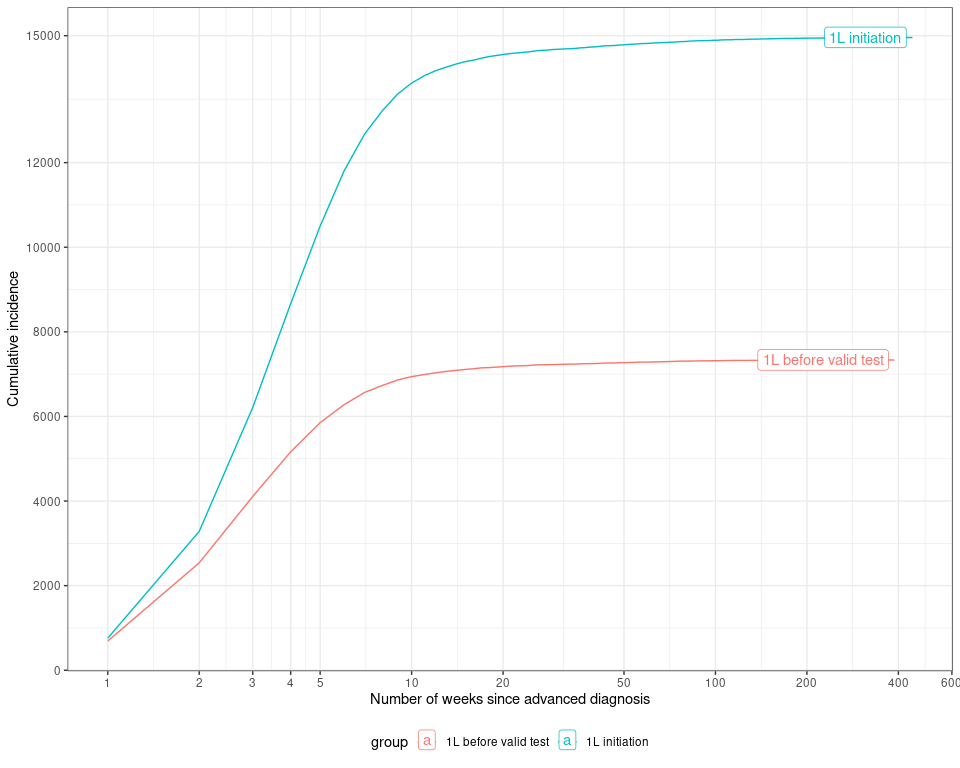 15000
12000
10000
8000
6000
4000
2000
0
Cumulative incidence
1L initiation
1L before valid test
1 2 3 4 5 10 20 50 100 200 400 600
Number of weeks since advanced diagnosis
group a 1L before valid test a 1L initiation